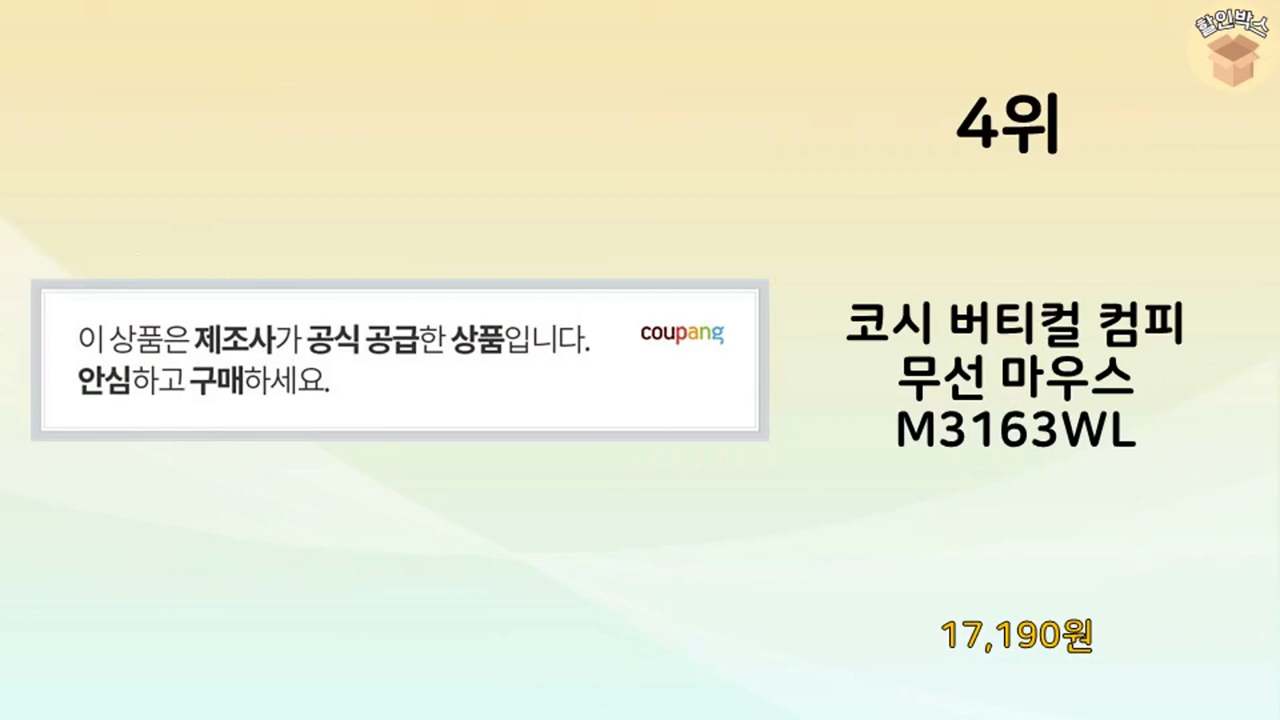 할인박스
4위
이 상품은 제조사가 공식 공급한 상품입니다.
안심하고 구매하세요.
coupang
코시 버티컬 컴피
무선 마우스
M3163WL
17,190원